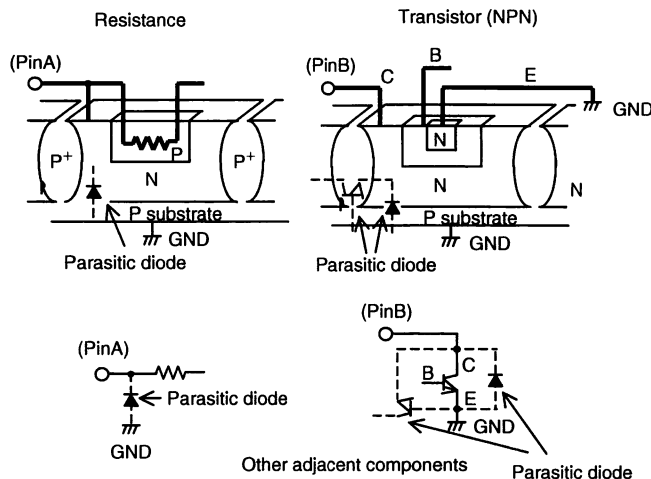 Resistance
Transistor (NPN)
(PinA)
(PinB)
C
B
E
GND
P+
P
P+
N
N
N
N
P substrate
GND
Parasitic diode
P substrate
GND
Parasitic diode
(PinA)
Parasitic diode
GND
(PinB)
C
B
E
GND
Other adjacent components
Parasitic diode